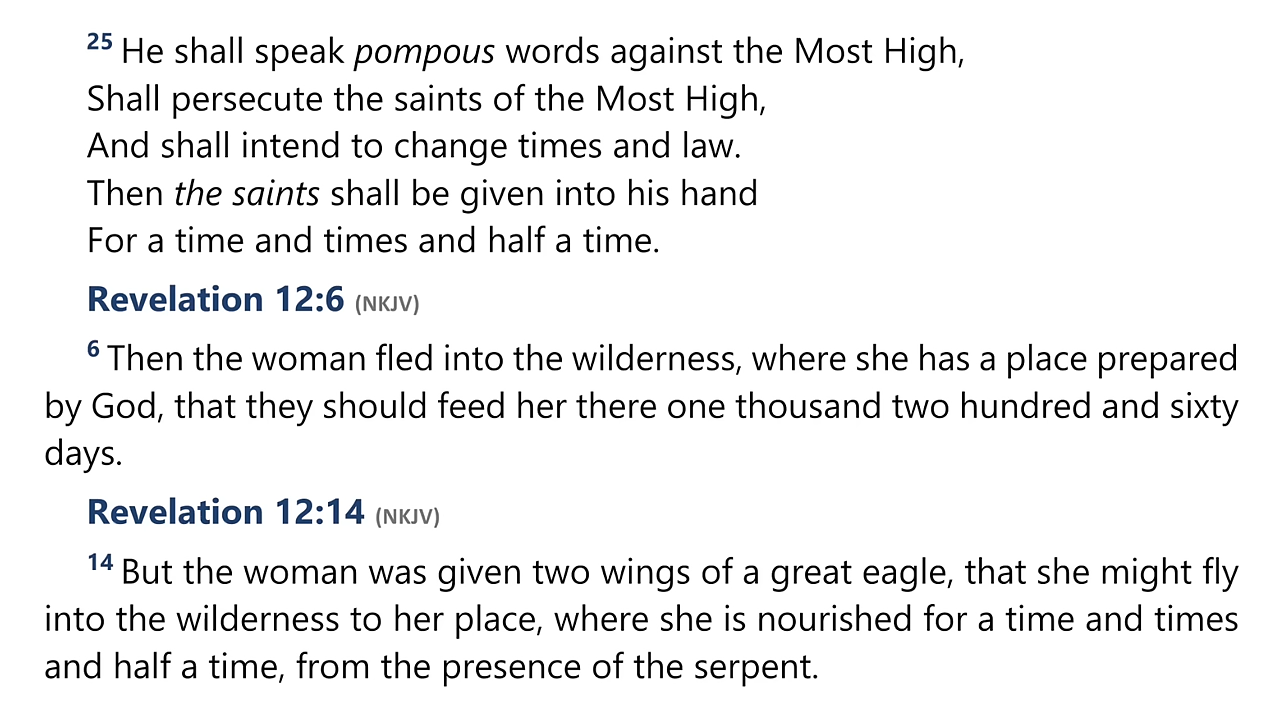 25 He shall speak pompous words against the Most High,
Shall persecute the saints of the Most High,
And shall intend to change times and law.
Then the saints shall be given into his hand
For a time and times and half a time.
Revelation 12:6 (NKJV)
6 Then the woman fled into the wilderness, where she has a place prepared
by God, that they should feed her there one thousand two hundred and sixty
days.
Revelation 12:14 (NKJV)
14 But the woman was given two wings of a great eagle, that she might fly
into the wilderness to her place, where she is nourished for a time and times
and half a time, from the presence of the serpent.